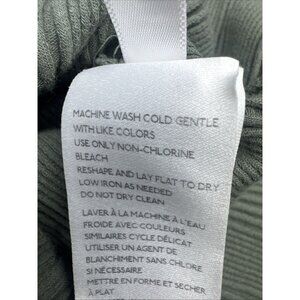 MACHINE WASH COLD GENTLE
WITH LIKE COLORS
USE ONLY NON-CHLORINE
BLEACH
RESHAPE AND LAY FLAT TO DRY
LOW IRON AS NEEDED
DO NOT DRY CLEAN
LAVER À LA MACHINE À L'EAU
FROIDE AVEC COULEURS
SIMILAIRES CYCLE DÉLICAT
UTILISER UN AGENT DE
BLANCHIMENT SANS CHLORE
SI NÉCESSAIRE
METTRE EN FORME ET SÉCHER
À PLAT